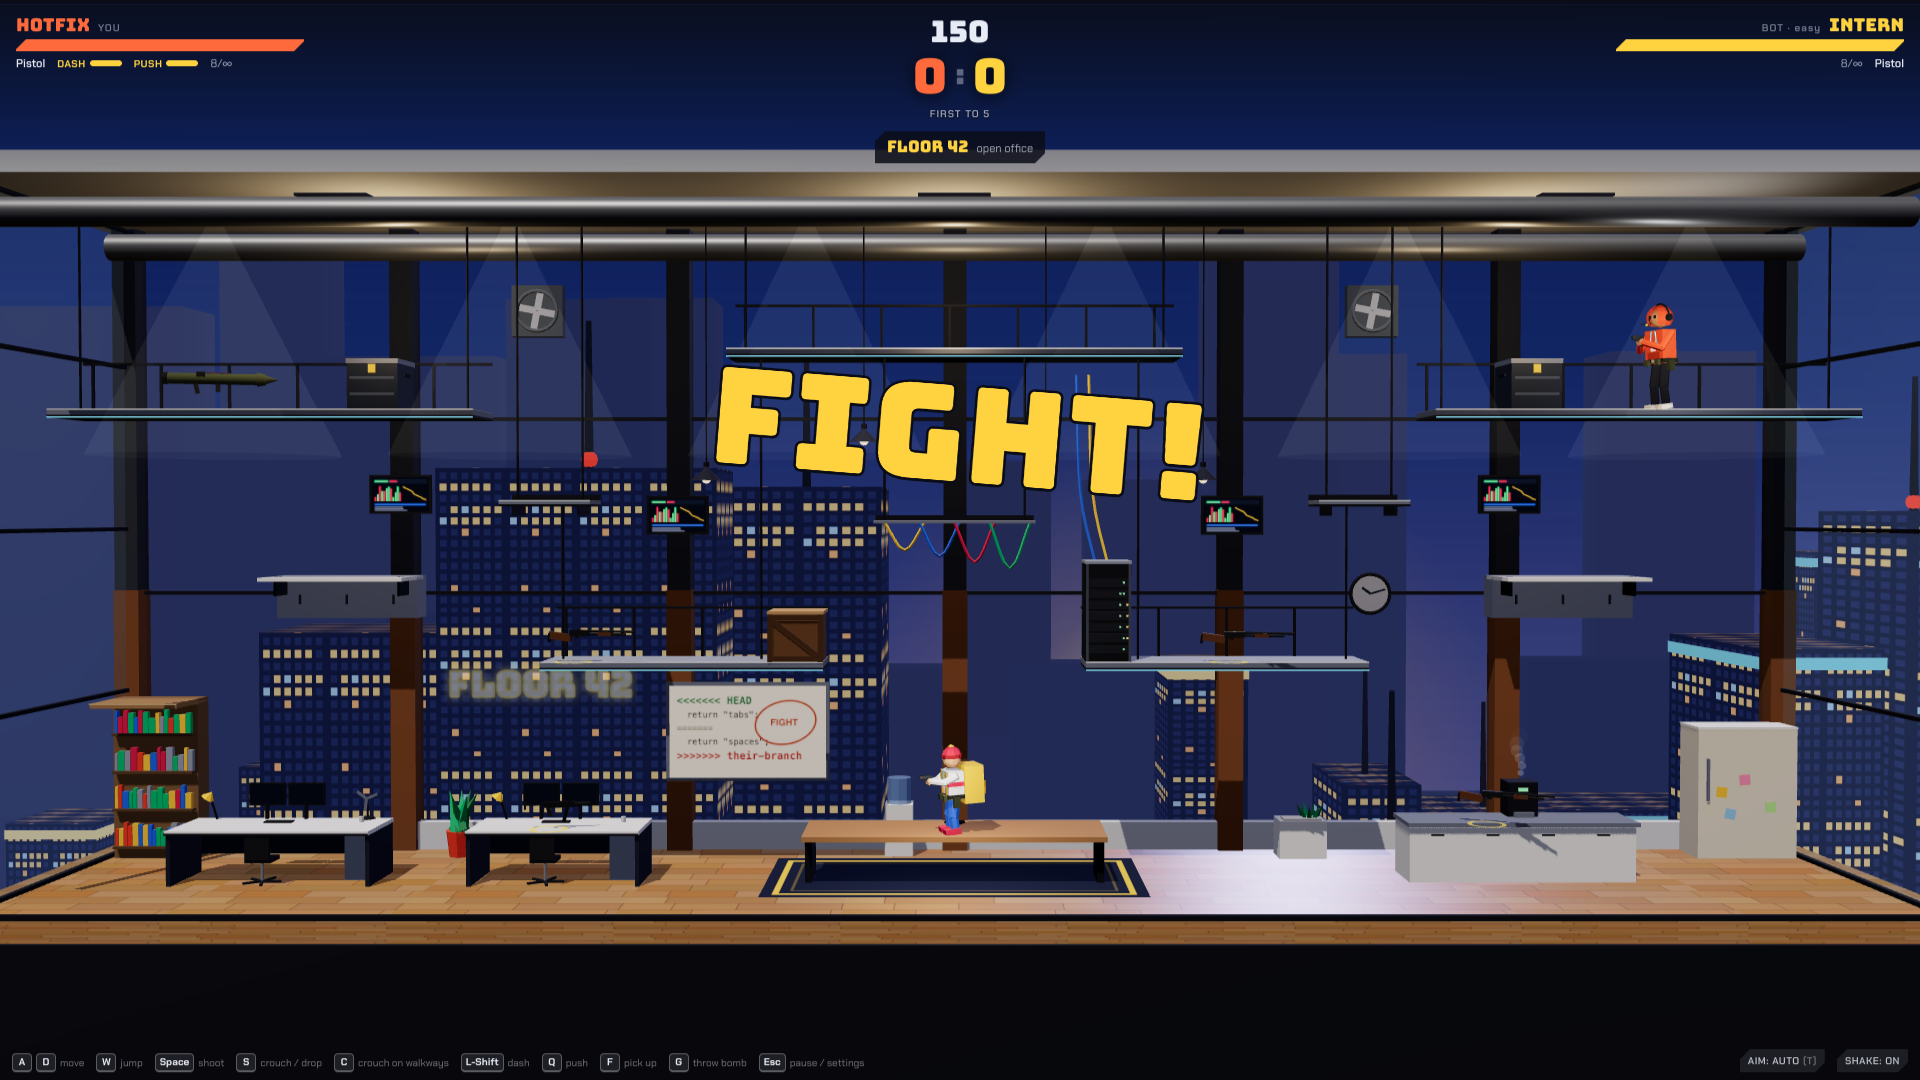 HOTFIX YOU
Pistol DASH PUSH 8/∞
150
0 : 0
FIRST TO 5
FLOOR 42 open office
BOT · easy INTERN
8/∞ Pistol
FIGHT!
FLOOR 42
<<<<<<< HEAD
return "tabs";
=======
return "spaces";
>>>>>>> their-branch
FIGHT
A D move W jump Space shoot S crouch / drop C crouch on walkways L-Shift dash Q push F pick up G throw bomb Esc pause / settings
AIM: AUTO [T] SHAKE: ON